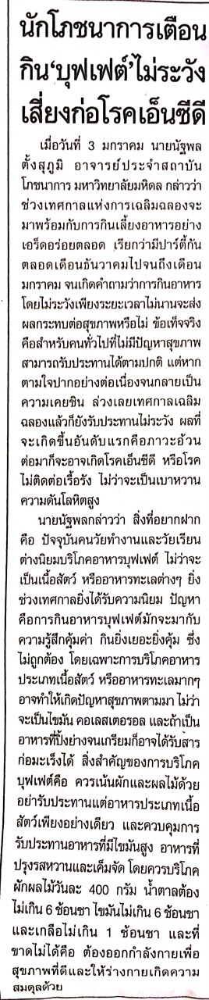 นักโภชนาการเตือน
กิน‘บุฟเฟต์’ไม่ระวัง
เสี่ยงก่อโรคเอ็นซีดี
เมื่อวันที่ 3 มกราคม นายนัฐพล
ตั้งสุภูมิ อาจารย์ประจำสถาบัน
โภชนาการ มหาวิทยาลัยมหิดล กล่าวว่า
ช่วงเทศกาลแห่งการเฉลิมฉลองจะ
มาพร้อมกับการกินเลี้ยงอาหารอย่าง
เอร็ดอร่อยตลอด เรียกว่ามีปาร์ตี้กัน
ตลอดเดือนธันวาคมไปจนถึงเดือน
มกราคม จนเกิดคำถามว่าการกินอาหาร
โดยไม่ระวังเพียงระยะเวลาไม่นานจะส่ง
ผลกระทบต่อสุขภาพหรือไม่ ข้อเท็จจริง
คือสำหรับคนทั่วไปที่ไม่มีปัญหาสุขภาพ
สามารถรับประทานได้ตามปกติ แต่หาก
ตามใจปากอย่างต่อเนื่องจนกลายเป็น
ความเคยชิน ล่วงเลยเทศกาลเฉลิม
ฉลองแล้วก็ยังรับประทานไม่ระวัง ผลที่
จะเกิดขึ้นอันดับแรกคือภาวะอ้วน
ต่อมาก็จะอาจเกิดโรคเอ็นซีดี หรือโรค
ไม่ติดต่อเรื้อรัง ไม่ว่าจะเป็นเบาหวาน
ความดันโลหิตสูง
นายนัฐพลกล่าวว่า สิ่งที่อยากฝาก
คือ ปัจจุบันคนวัยทำงานและวัยเรียน
ต่างนิยมบริโภคอาหารบุฟเฟต์ ไม่ว่าจะ
เป็นเนื้อสัตว์ หรืออาหารทะเลต่างๆ ยิ่ง
ช่วงเทศกาลยิ่งได้รับความนิยม ปัญหา
คือการกินอาหารบุฟเฟต์มักจะมากับ
ความรู้สึกคุ้มค่า กินยิ่งเยอะยิ่งคุ้ม ซึ่ง
ไม่ถูกต้อง โดยเฉพาะการบริโภคอาหาร
ประเภทเนื้อสัตว์ หรืออาหารทะเลมากๆ
อาจทำให้เกิดปัญหาสุขภาพตามมา ไม่ว่า
จะเป็นไขมัน คอเลสเตอรอล และถ้าเป็น
อาหารที่ปิ้งย่างจนเกรียมก็อาจได้รับสาร
ก่อมะเร็งได้ สิ่งสำคัญของการบริโภค
บุฟเฟต์คือ ควรเน้นผักและผลไม้ด้วย
อย่ารับประทานแต่อาหารประเภทเนื้อ
สัตว์เพียงอย่างเดียว และควบคุมการ
รับประทานอาหารที่มีไขมันสูง อาหารที่
ปรุงรสหวานและเค็มจัด โดยควรบริโภค
ผักผลไม้วันละ 400 กรัม น้ำตาลต้อง
ไม่เกิน 6 ช้อนชา ไขมันไม่เกิน 6 ช้อนชา
และเกลือไม่เกิน 1 ช้อนชา และที่
ขาดไม่ได้คือ ต้องออกกำลังกายเพื่อ
สุขภาพที่ดีและให้ร่างกายเกิดความ
สมดุลด้วย